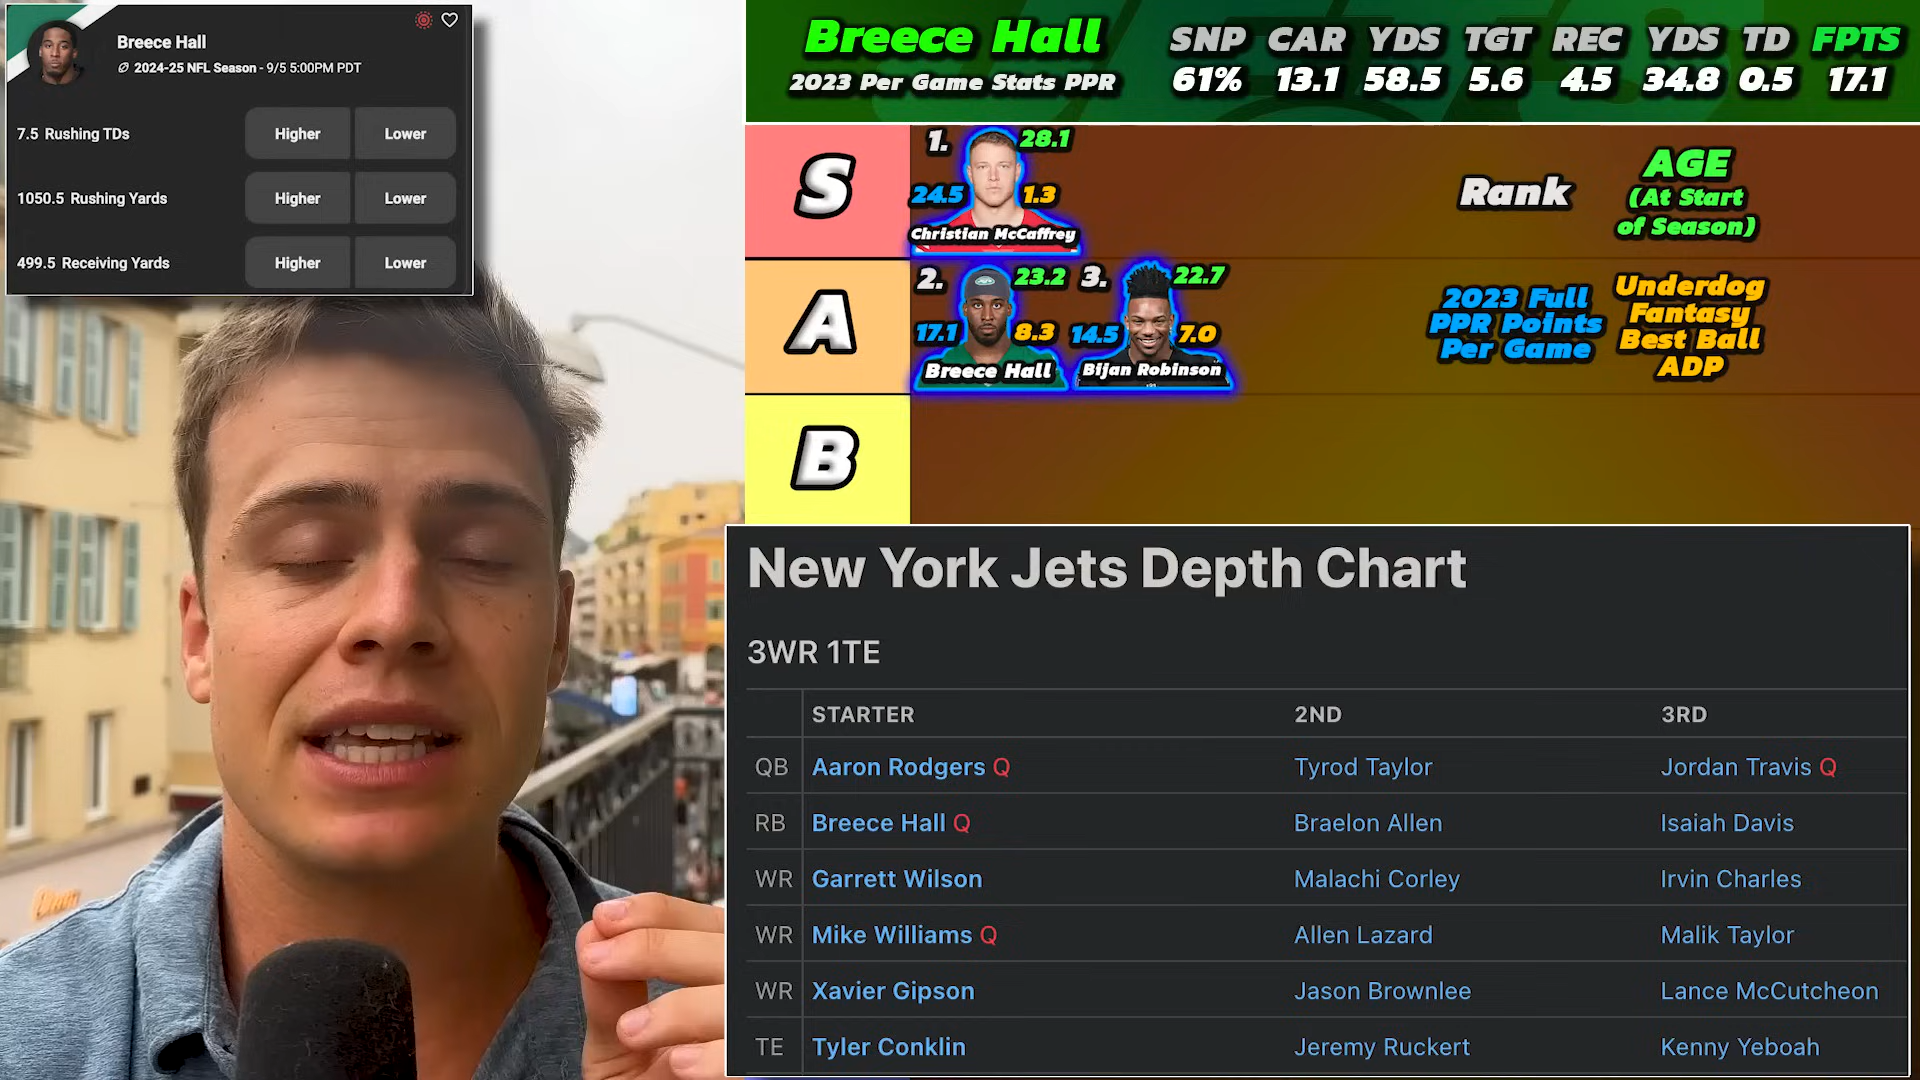 Breece Hall
2024-25 NFL Season - 9/5 5:00PM PDT
7.5 Rushing TDs Higher Lower
1050.5 Rushing Yards Higher Lower
499.5 Receiving Yards Higher Lower
Breece Hall
2023 Per Game Stats PPR
SNP CAR YDS TGT REC YDS TD FPTS
61% 13.1 58.5 5.6 4.5 34.8 0.5 17.1
S
1. 28.1
24.5 1.3
Christian McCaffrey
Rank
AGE
(At Start
of Season)
A
2. 23.2
17.1 8.3
Breece Hall
3. 22.7
14.5 7.0
Bijan Robinson
2023 Full
PPR Points
Per Game
Underdog
Fantasy
Best Ball
ADP
B
New York Jets Depth Chart
3WR 1TE
STARTER 2ND 3RD
QB Aaron Rodgers Q Tyrod Taylor Jordan Travis Q
RB Breece Hall Q Braelon Allen Isaiah Davis
WR Garrett Wilson Malachi Corley Irvin Charles
WR Mike Williams Q Allen Lazard Malik Taylor
WR Xavier Gipson Jason Brownlee Lance McCutcheon
TE Tyler Conklin Jeremy Ruckert Kenny Yeboah